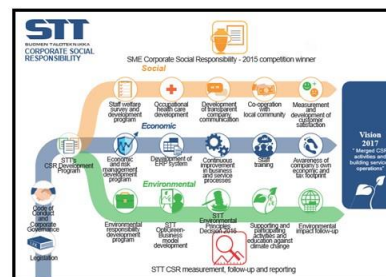 STT
SUOMEN TALOTEKNIIKKA
CORPORATE SOCIAL
RESPONSIBILITY
SME Corporate Social Responsibility - 2015 competition winner
Social
Staff welfare
survey and
development
program
Occupational
health care
development
Development
of transparent
company,
communication
Co-operation
with
local community
Measurement
and
development of
customer
satisfaction
Economic
STT's
CSR Development
Program
Economic
and risk
management
development
program
Development of
ERP System
Continuous
improvement
in business
and service
processes
Staff
training
Awareness of
company's own
economic and
tax footprint
Vision
2017
" Merged CSR
activities and
building service
operations"
Environmental
Environmental
responsibility
development
program
STT
OptiGreen-
Business
model
development
STT
Environmental
Principles
Decision 2015
Supporting and
participating
activities and
education against
climate change
Environmental
impact follow-up
Code of
Conduct
and
Corporate
Governance
Legislation
STT CSR measurement, follow-up and reporting